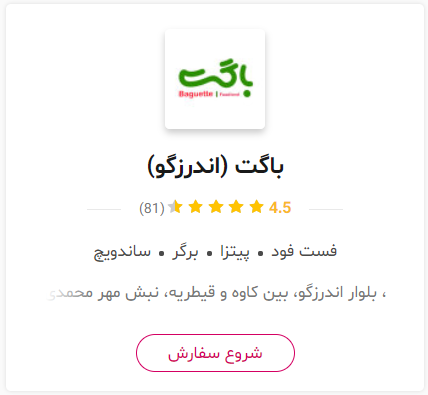 باگت
Baguette | Fastfood
باگت (اندرزگو)
4.5 (81)
فست فود • پیتزا • برگر • ساندویچ
، بلوار اندرزگو، بین کاوه و قیطریه، نبش مهر محمدی
شروع سفارش